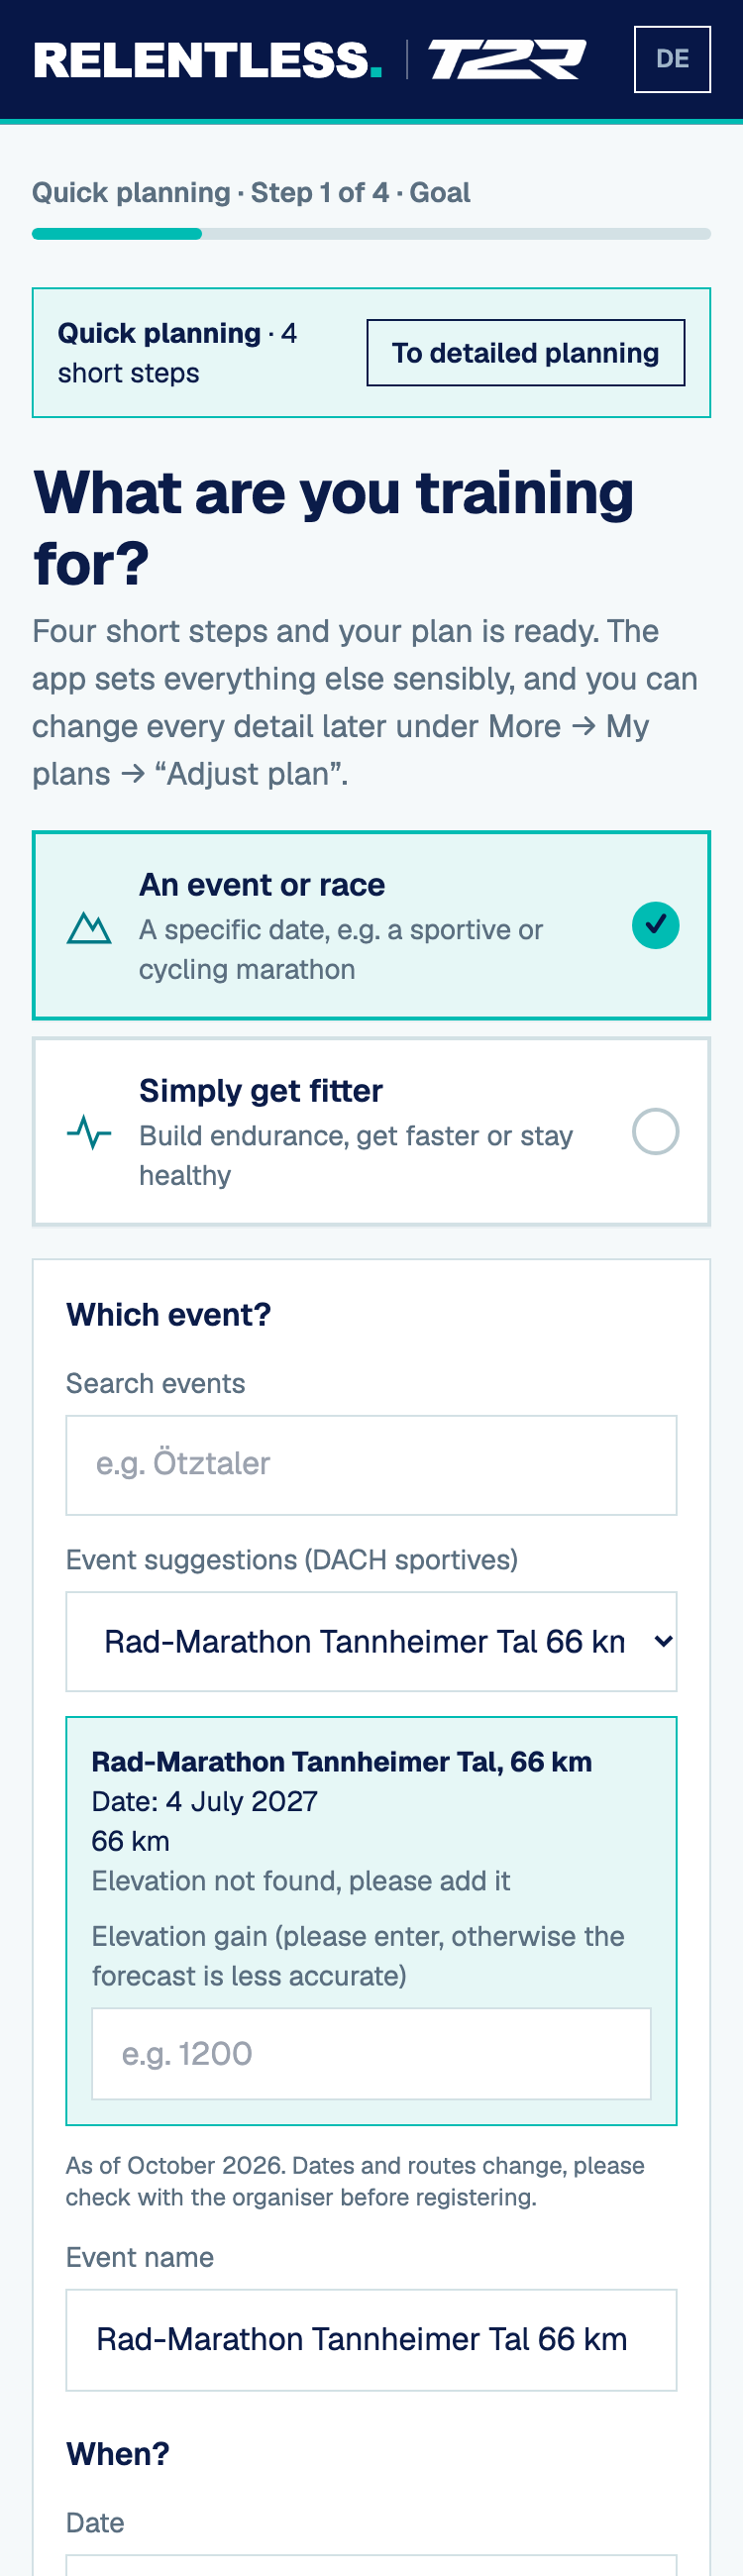 RELENTLESS. T2R DE
Quick planning · Step 1 of 4 · Goal
Quick planning · 4
short steps
To detailed planning
What are you training
for?
Four short steps and your plan is ready. The
app sets everything else sensibly, and you can
change every detail later under More → My
plans → “Adjust plan”.
An event or race
A specific date, e.g. a sportive or
cycling marathon
Simply get fitter
Build endurance, get faster or stay
healthy
Which event?
Search events
e.g. Ötztaler
Event suggestions (DACH sportives)
Rad-Marathon Tannheimer Tal 66 km
Rad-Marathon Tannheimer Tal, 66 km
Date: 4 July 2027
66 km
Elevation not found, please add it
Elevation gain (please enter, otherwise the
forecast is less accurate)
e.g. 1200
As of October 2026. Dates and routes change, please
check with the organiser before registering.
Event name
Rad-Marathon Tannheimer Tal 66 km
When?
Date